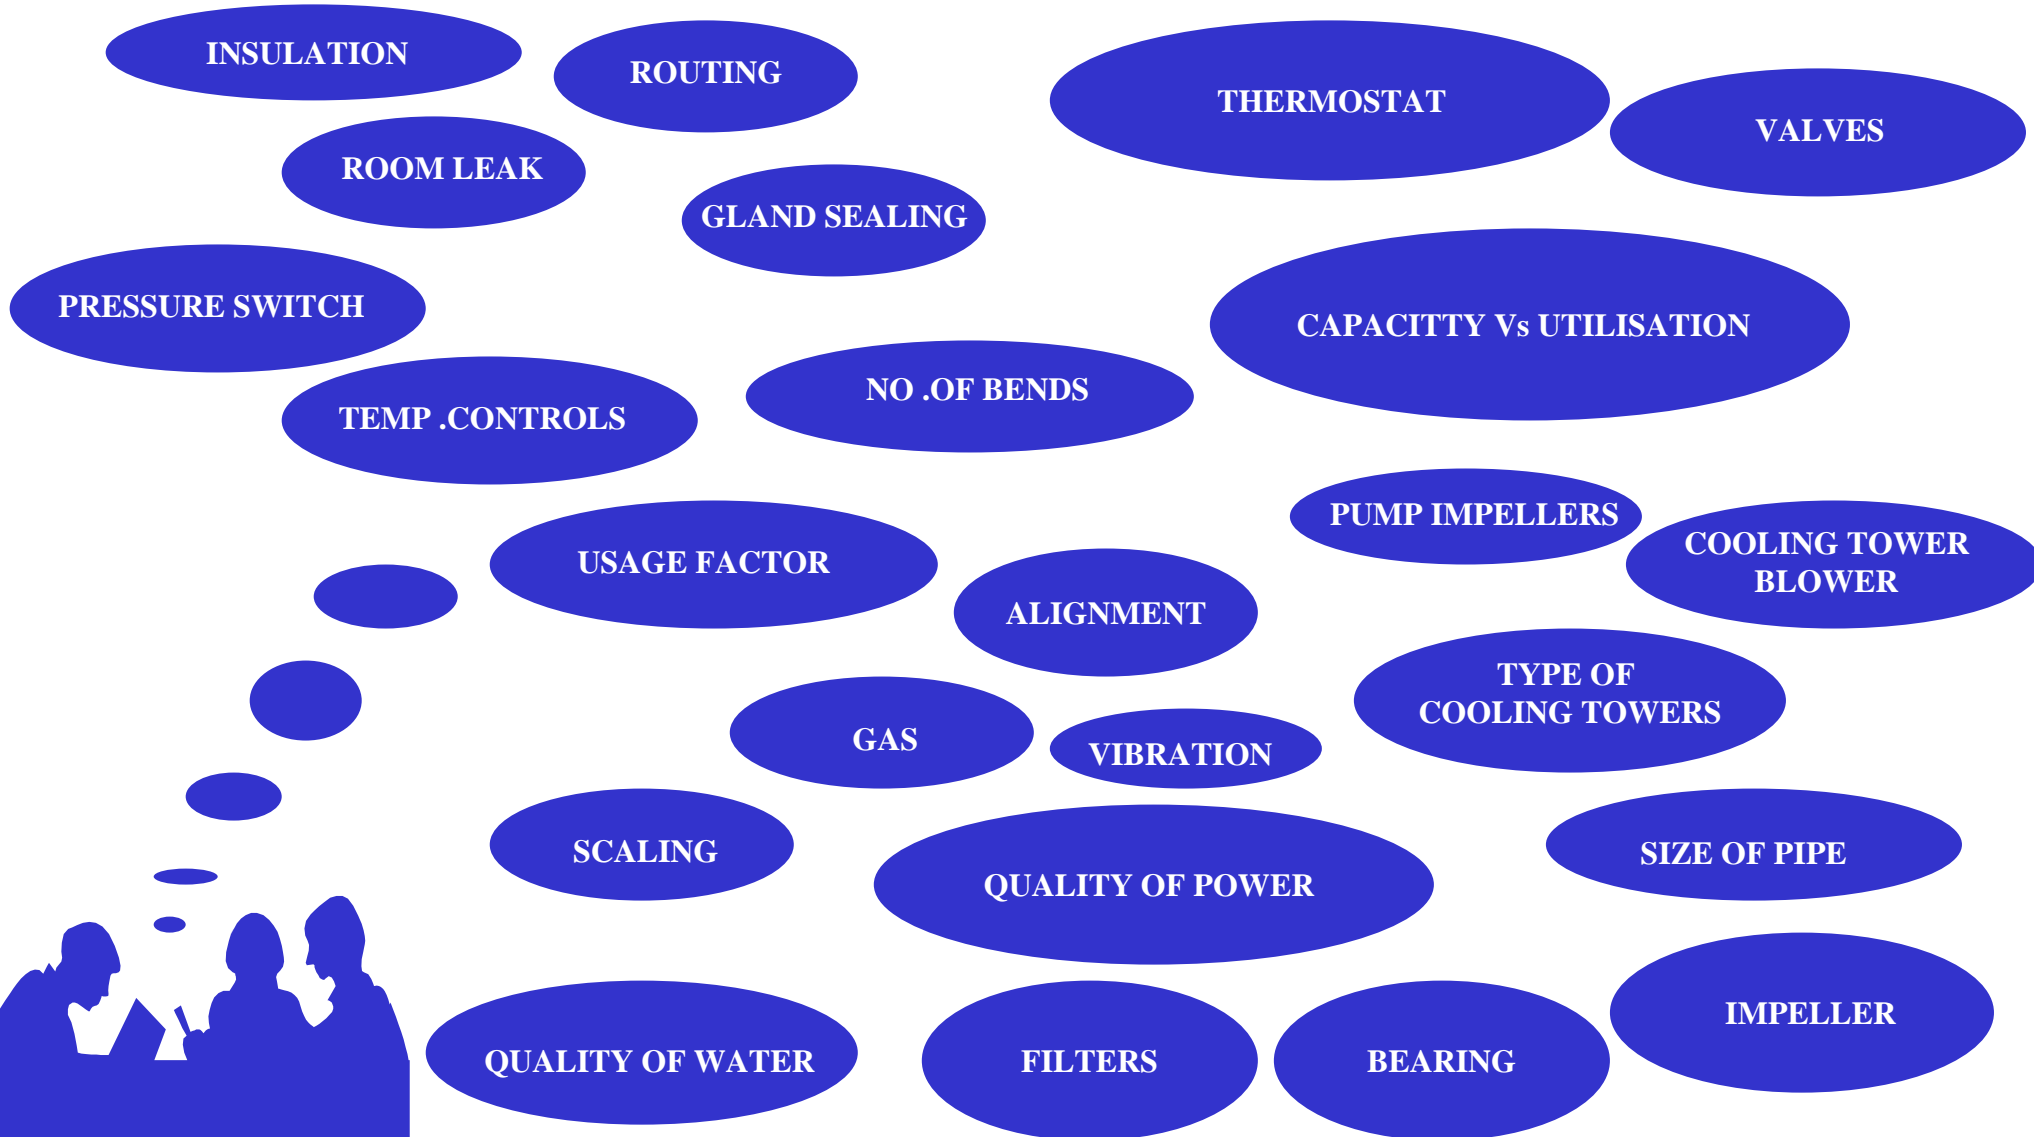 INSULATION
ROUTING
THERMOSTAT
VALVES
ROOM LEAK
GLAND SEALING
PRESSURE SWITCH
CAPACITTY Vs UTILISATION
TEMP .CONTROLS
NO .OF BENDS
PUMP IMPELLERS
COOLING TOWER
BLOWER
USAGE FACTOR
ALIGNMENT
TYPE OF
COOLING TOWERS
GAS
VIBRATION
SCALING
QUALITY OF POWER
SIZE OF PIPE
IMPELLER
QUALITY OF WATER
FILTERS
BEARING